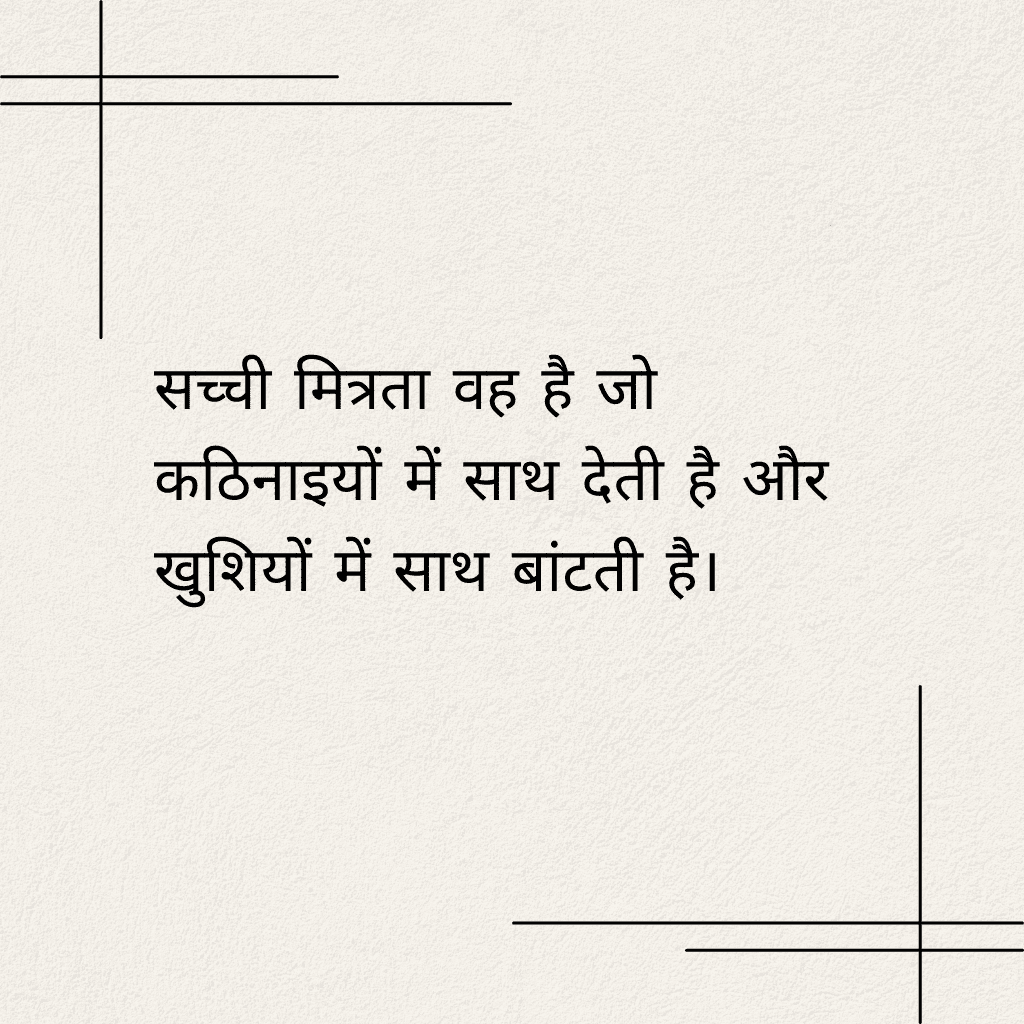 सच्ची मित्रता वह है जो
कठिनाइयों में साथ देती है और
खुशियों में साथ बांटती है।